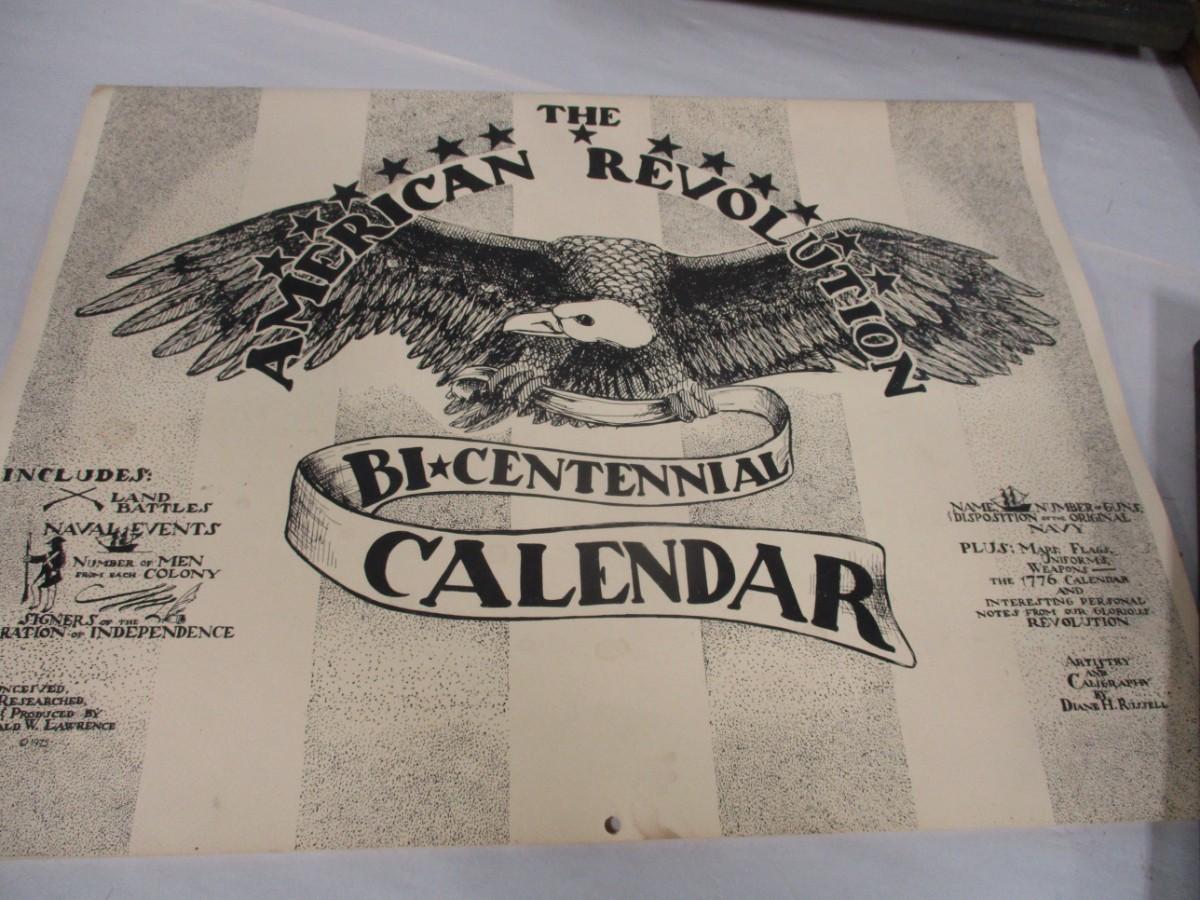 THE
AMERICAN REVOLUTION
BI★CENTENNIAL
CALENDAR
INCLUDES:
LAND
BATTLES
NAVAL EVENTS
NUMBER OF MEN
FROM EACH COLONY
SIGNERS OF THE
RATION OF INDEPENDENCE
NCEIVED,
RESEARCHED,
& PRODUCED BY
ALD W. LAWRENCE
NAME NUMBER OF GUNS,
DISPOSITION OF THE ORIGINAL
NAVY
PLUS: MAPS, FLAGS,
UNIFORMS,
WEAPONS
THE 1776 CALENDAR
AND
INTERESTING PERSONAL
NOTES FROM OUR GLORIOUS
REVOLUTION
ARTISTRY
AND
CALIGRAPHY
BY
DIANE H. RUSSELL